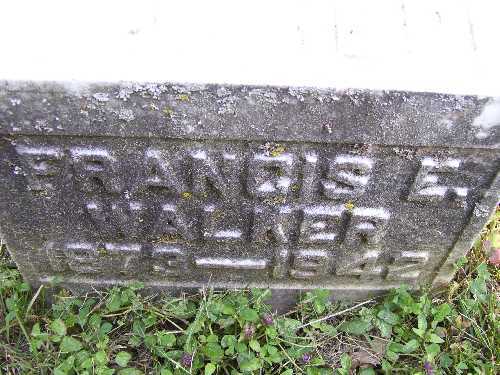 FRANCIS E.
WALKER
1873 — 1942